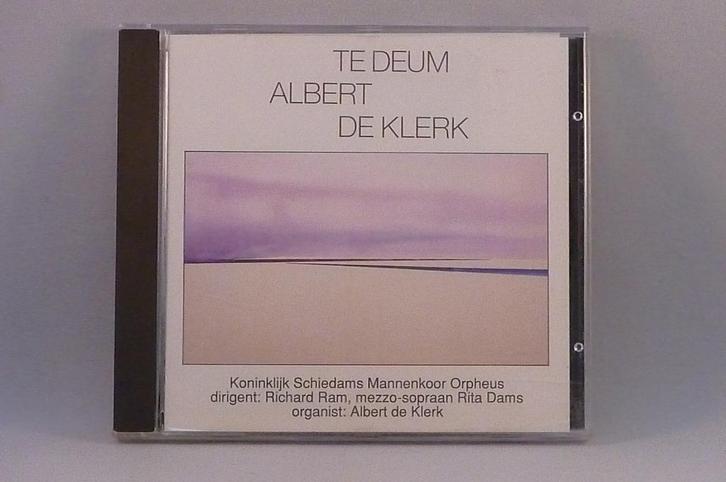 TE DEUM
ALBERT
DE KLERK
Koninklijk Schiedams Mannenkoor Orpheus
dirigent: Richard Ram, mezzo-sopraan Rita Dams
organist: Albert de Klerk